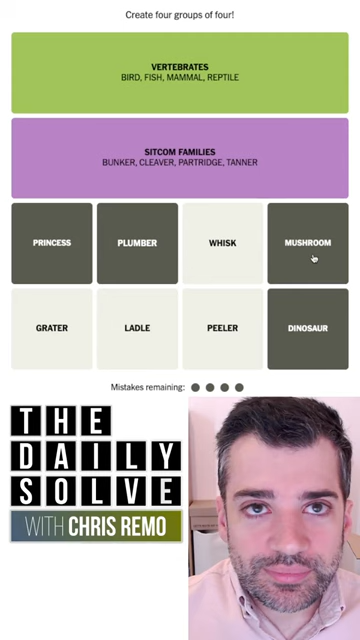 Create four groups of four!
VERTEBRATES
BIRD, FISH, MAMMAL, REPTILE
SITCOM FAMILIES
BUNKER, CLEAVER, PARTRIDGE, TANNER
PRINCESS PLUMBER WHISK MUSHROOM
GRATER LADLE PEELER DINOSAUR
Mistakes remaining:
THE
DAILY
SOLVE
WITH CHRIS REMO